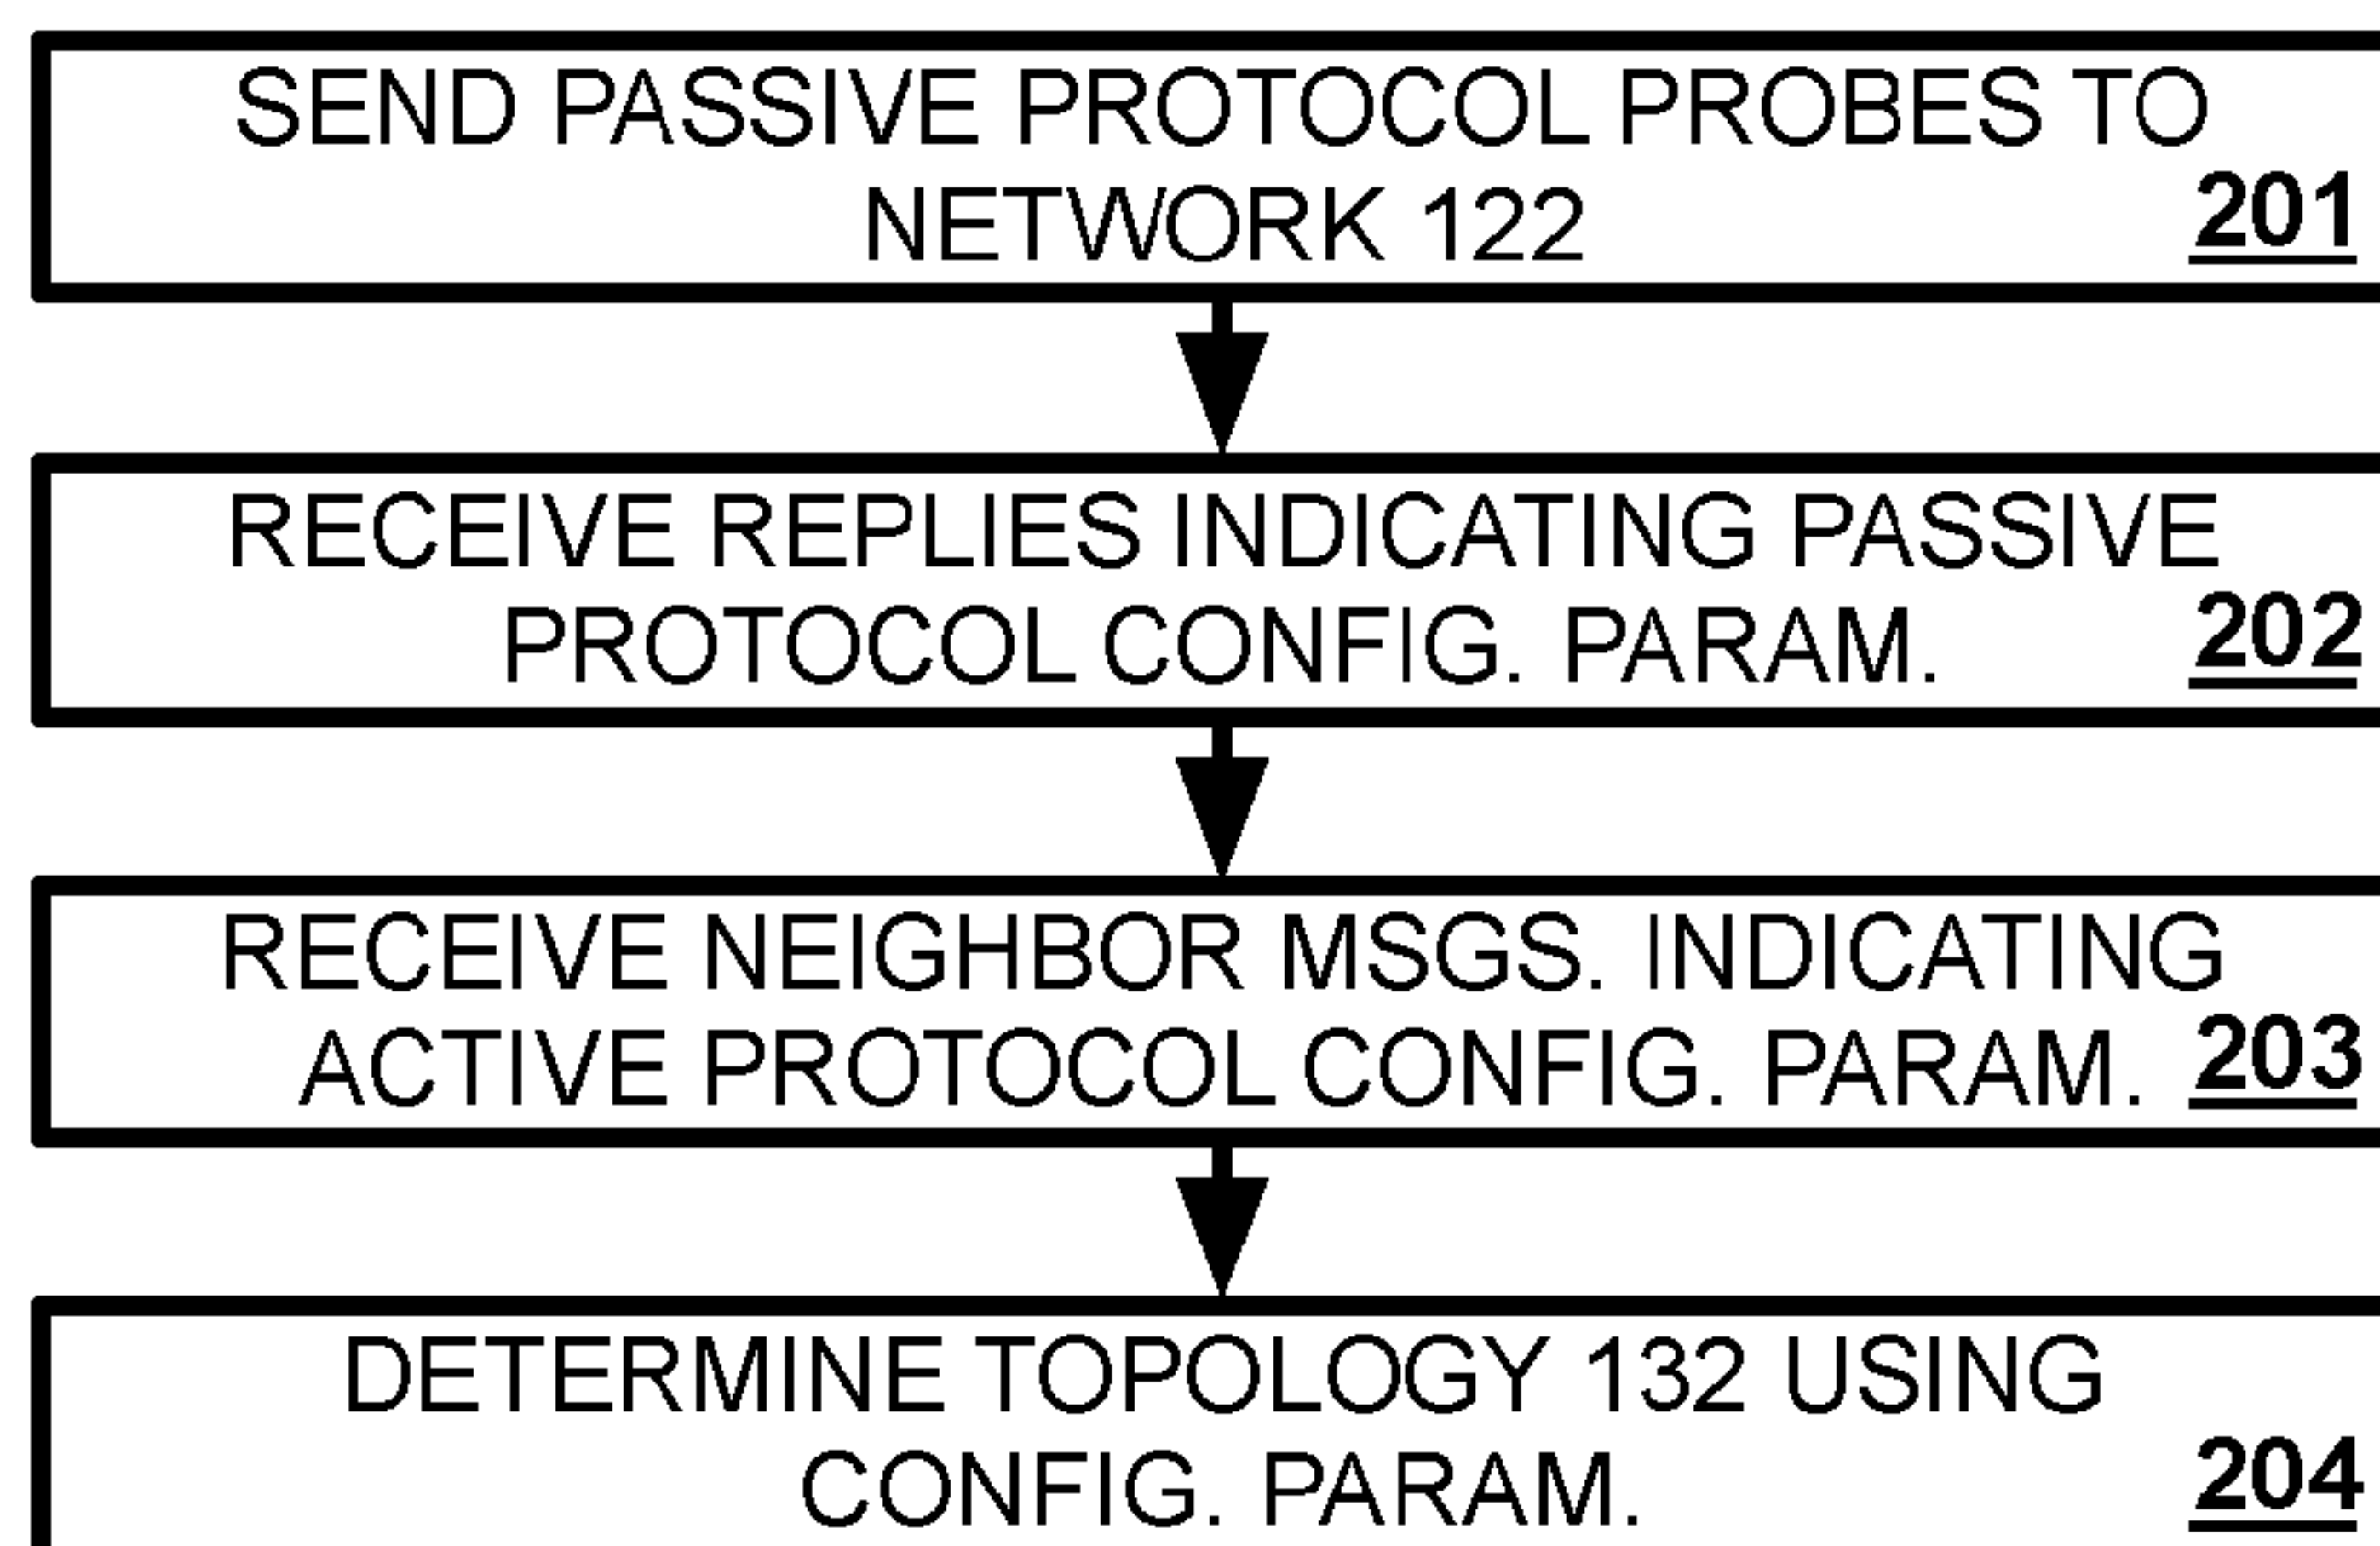 SEND PASSIVE PROTOCOL PROBES TO
NETWORK 122
201
RECEIVE REPLIES INDICATING PASSIVE
PROTOCOL CONFIG. PARAM.
202
RECEIVE NEIGHBOR MSGS. INDICATING
ACTIVE PROTOCOL CONFIG. PARAM.
203
DETERMINE TOPOLOGY 132 USING
CONFIG. PARAM.
204